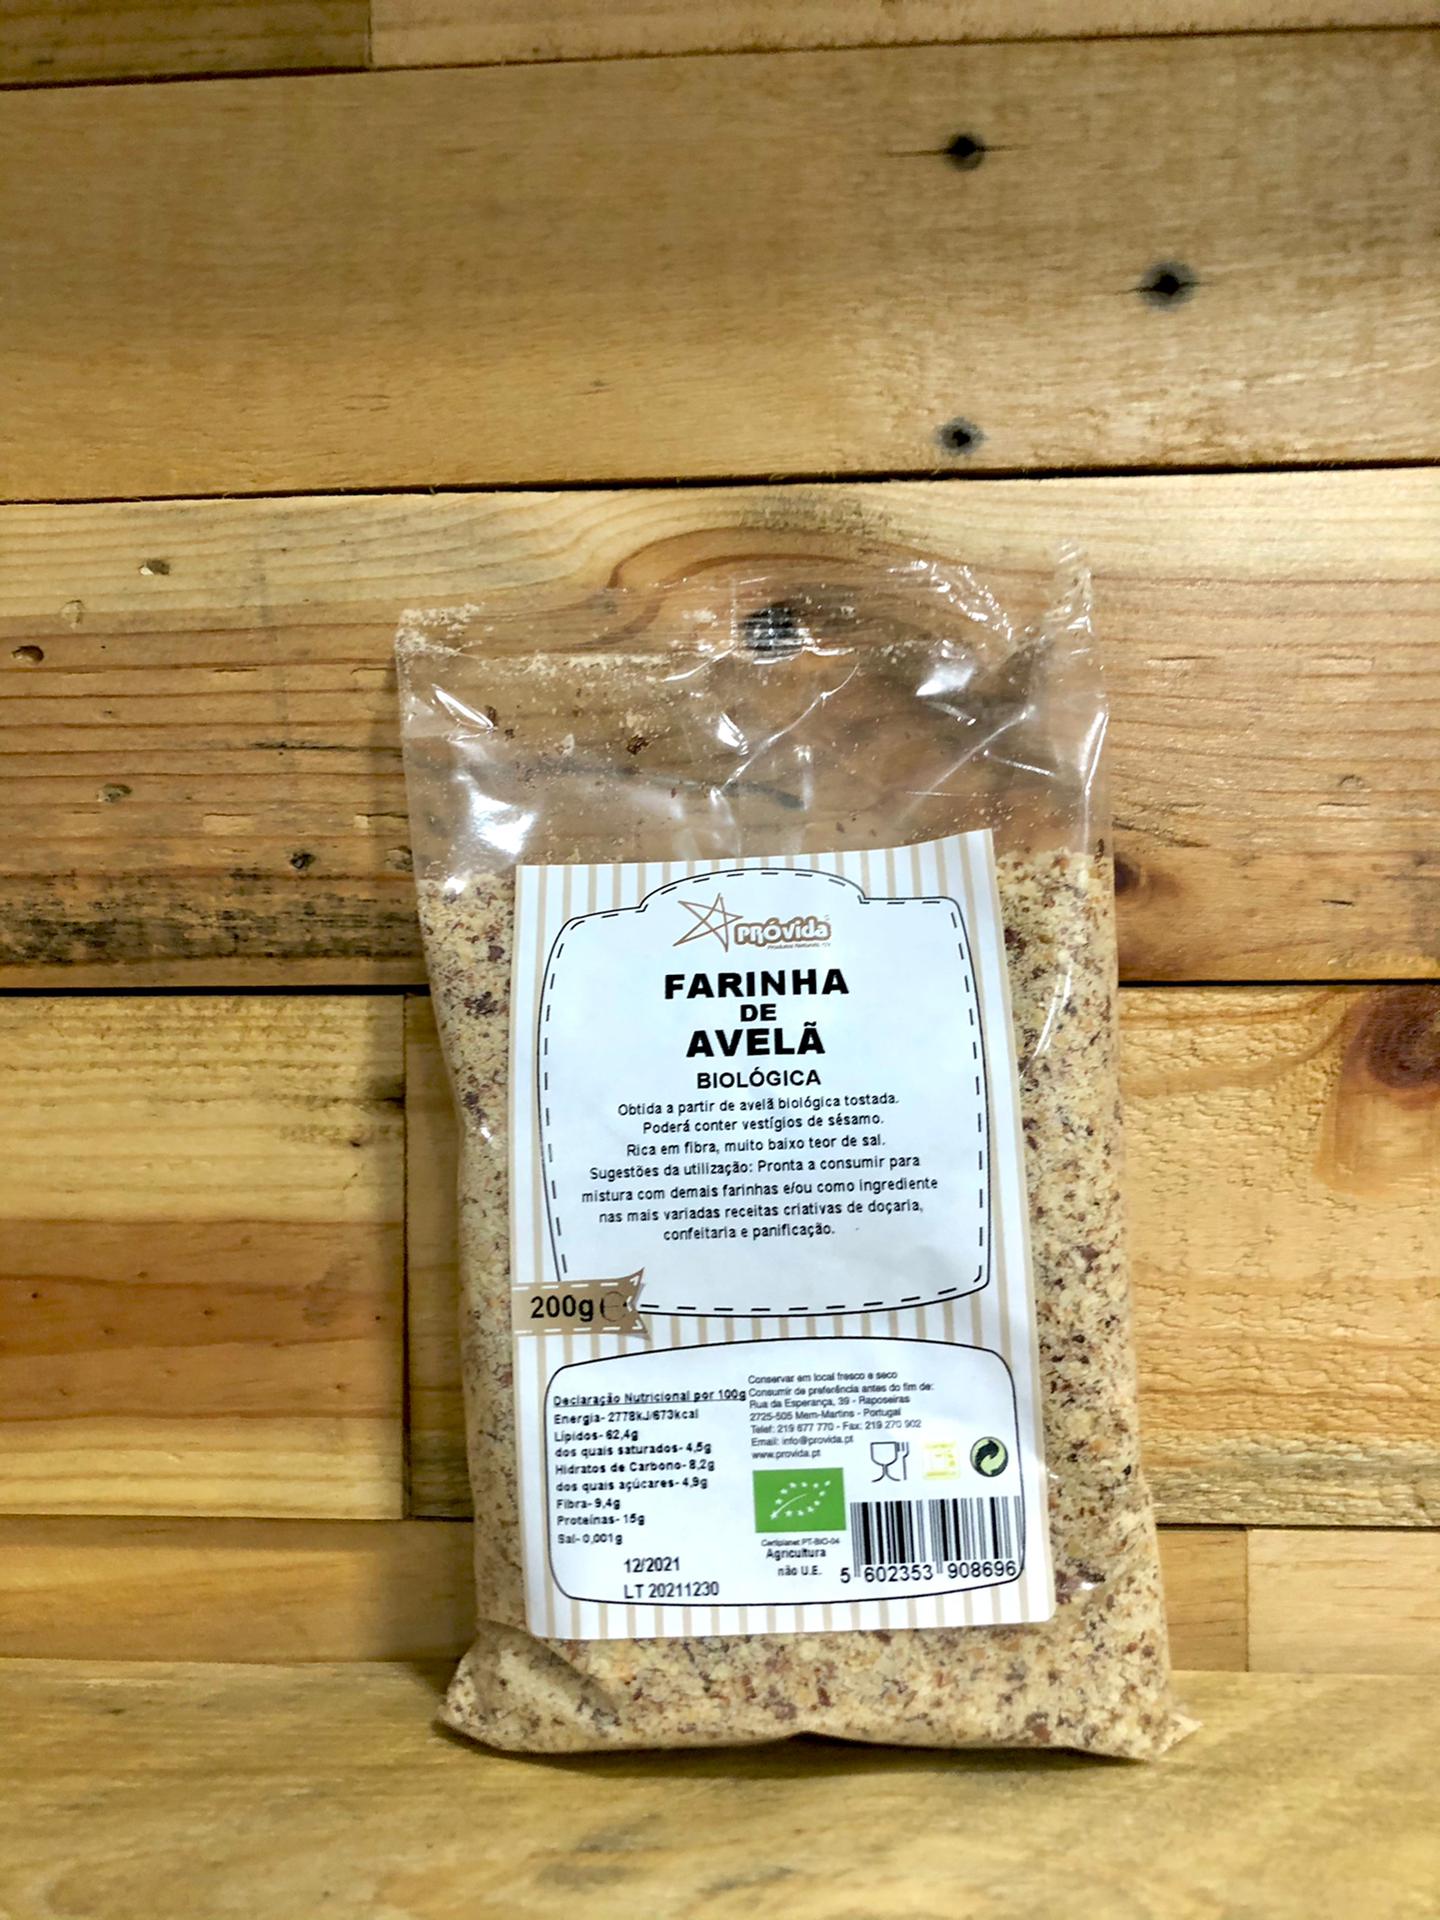 PRÓVida
FARINHA
DE
AVELÃ
BIOLÓGICA
Obtida a partir de avelã biológica tostada.
Poderá conter vestígios de sésamo.
Rica em fibra, muito baixo teor de sal.
Sugestões da utilização: Pronta a consumir para
mistura com demais farinhas e/ou como ingrediente
nas mais variadas receitas criativas de doçaria,
confeitaria e panificação.
200g e
Declaração Nutricional por 100g
Energia- 2778kJ/673kcal
Lípidos- 62,4g
dos quais saturados- 4,5g
Hidratos de Carbono- 8,2g
dos quais açúcares- 4,9g
Fibra- 9,4g
Proteínas- 15g
Sal- 0,001g
12/2021
LT 20211230
Conservar em local fresco e seco
Consumir de preferência antes do fim de:
Rua da Esperança, 39 - Raposeiras
2725-505 Mem-Martins - Portugal
Telef: 219 677 770 - Fax: 219 270 902
Email: info@provida.pt
www.provida.pt
Certiplanet PT-BIO-04
Agricultura
não U.E.
5 602353 908696